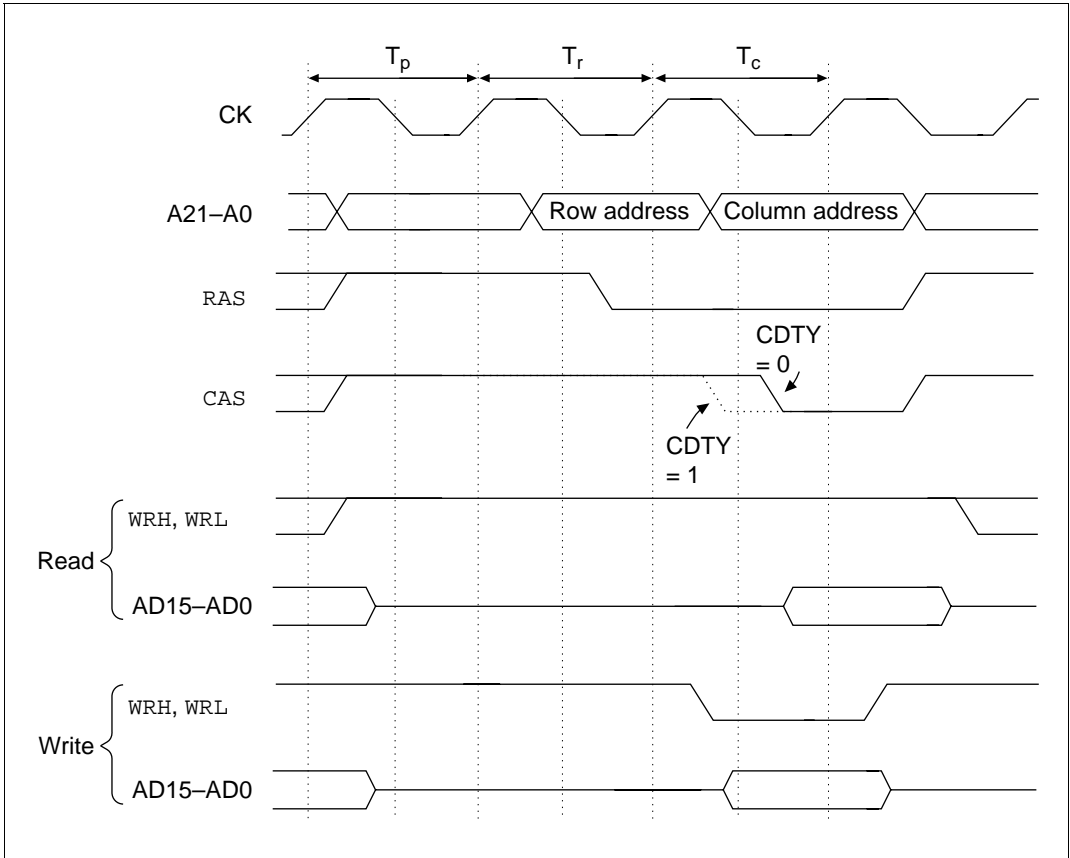 Tp Tr Tc
CK
A21–A0 Row address Column address
RAS
CDTY
= 0
CAS
CDTY
= 1
WRH, WRL
Read
AD15–AD0
WRH, WRL
Write
AD15–AD0